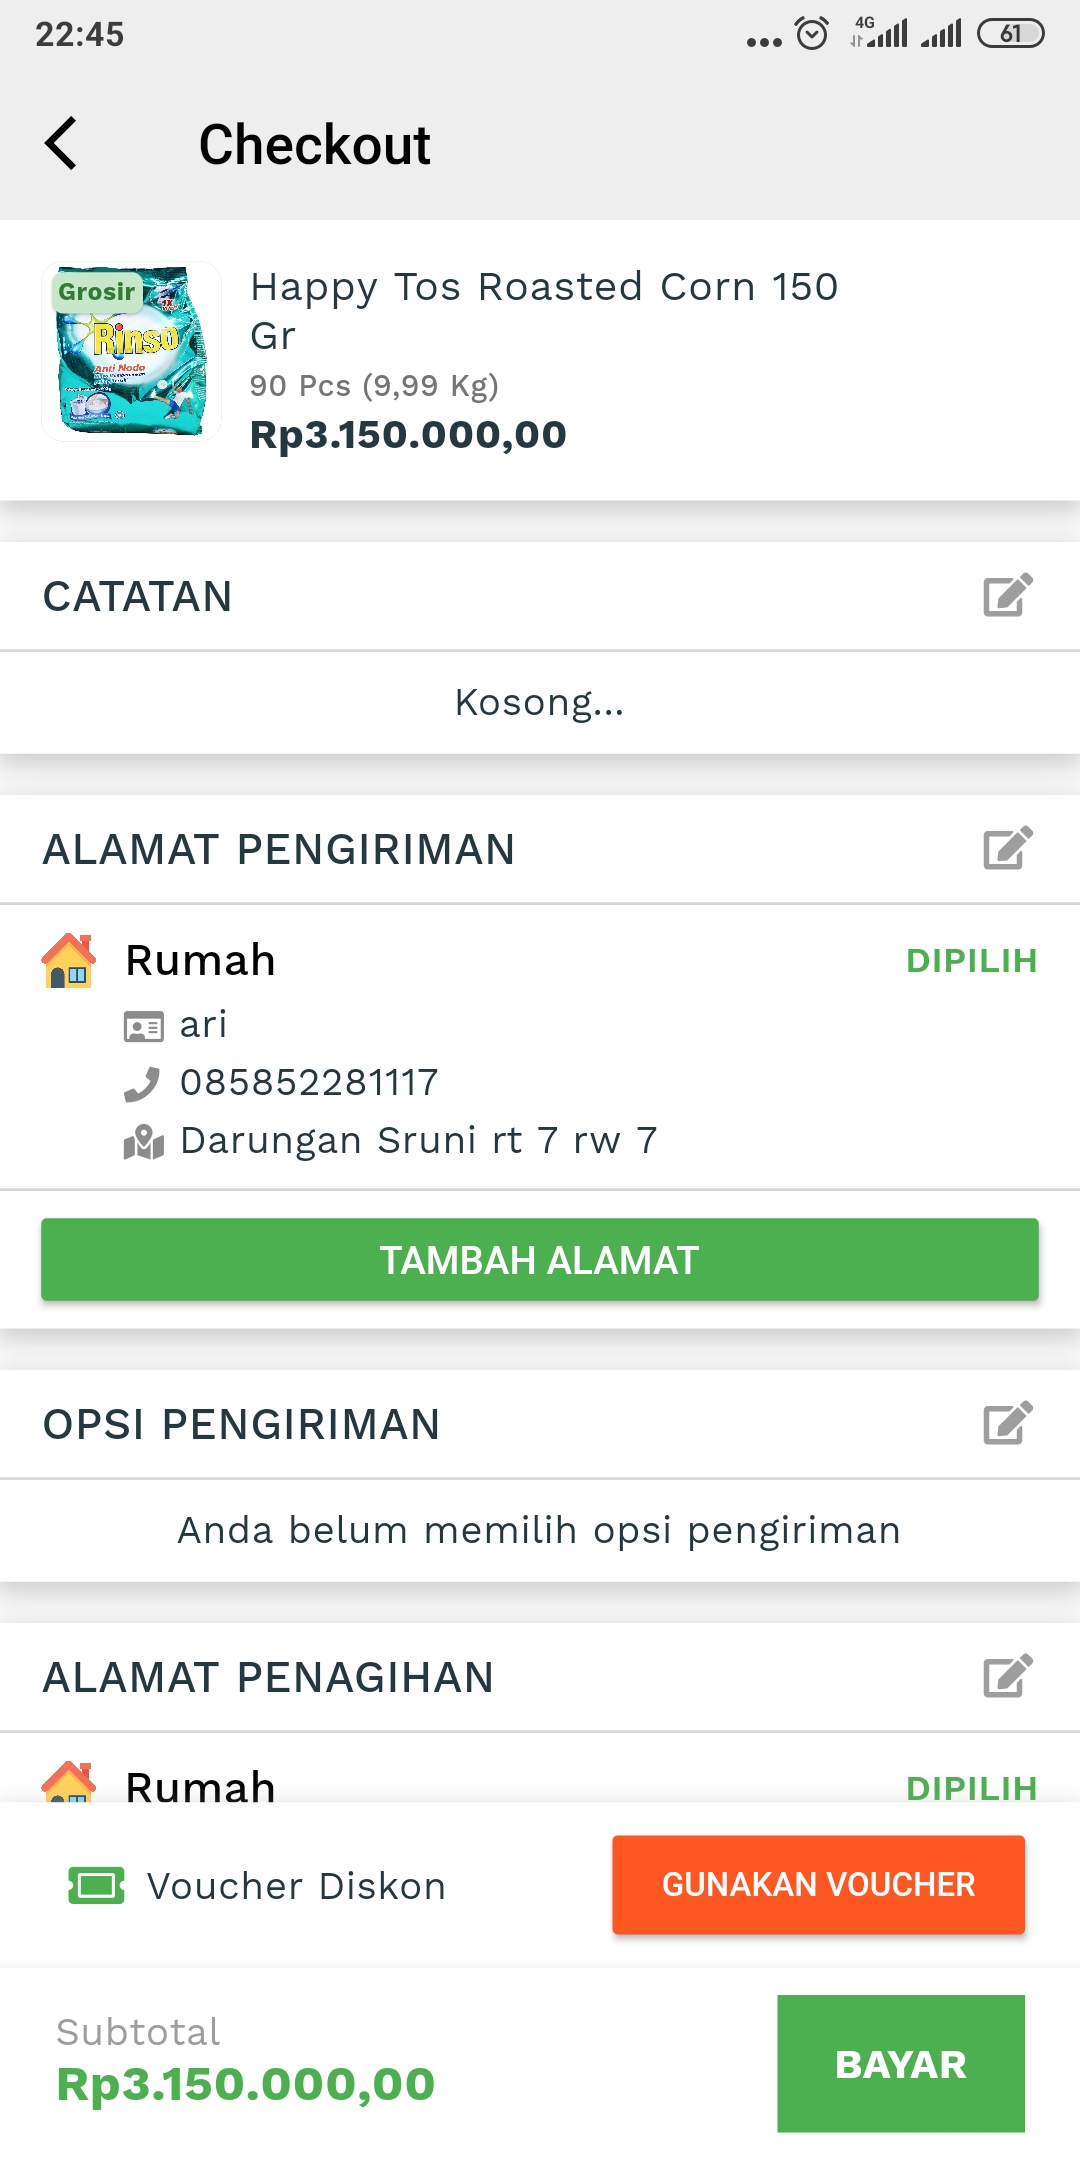 22:45
4G
61
Checkout
Grosir
Rinso
Anti Noda
Happy Tos Roasted Corn 150
Gr
90 Pcs (9,99 Kg)
Rp3.150.000,00
CATATAN
Kosong...
ALAMAT PENGIRIMAN
Rumah
DIPILIH
ari
085852281117
Darungan Sruni rt 7 rw 7
TAMBAH ALAMAT
OPSI PENGIRIMAN
Anda belum memilih opsi pengiriman
ALAMAT PENAGIHAN
Rumah
DIPILIH
Voucher Diskon
GUNAKAN VOUCHER
Subtotal
Rp3.150.000,00
BAYAR